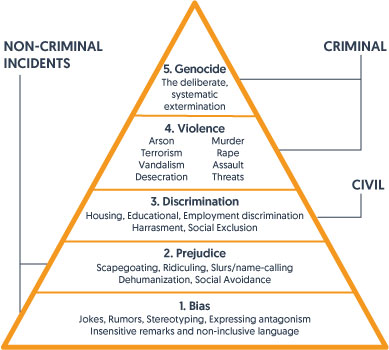 NON-CRIMINAL
INCIDENTS
CRIMINAL
CIVIL
5. Genocide
The deliberate,
systematic
extermination
4. Violence
Arson Murder
Terrorism Rape
Vandalism Assault
Desecration Threats
3. Discrimination
Housing, Educational, Employment discrimination
Harrasment, Social Exclusion
2. Prejudice
Scapegoating, Ridiculing, Slurs/name-calling
Dehumanization, Social Avoidance
1. Bias
Jokes, Rumors, Stereotyping, Expressing antagonism
Insensitive remarks and non-inclusive language